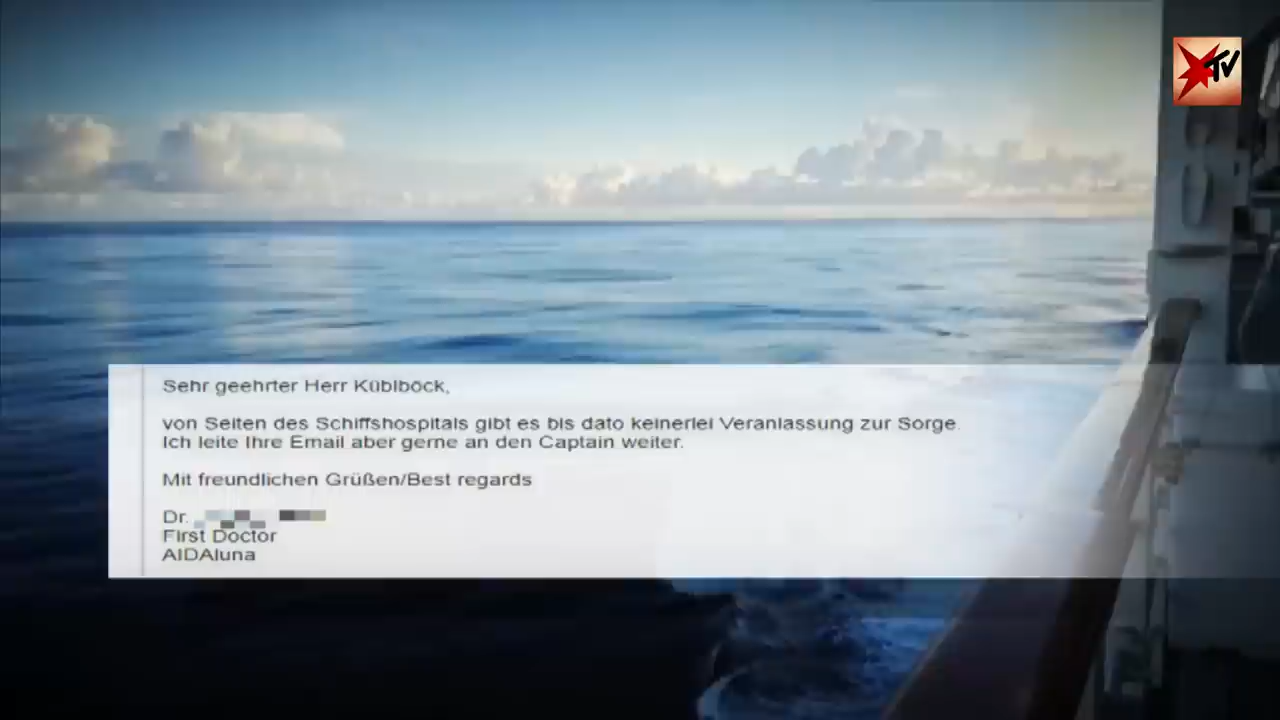 TV
Sehr geehrter Herr Küblböck,
von Seiten des Schiffshospitals gibt es bis dato keinerlei Veranlassung zur Sorge.
Ich leite Ihre Email aber gerne an den Captain weiter.
Mit freundlichen Grüßen/Best regards
Dr.
First Doctor
AIDAluna